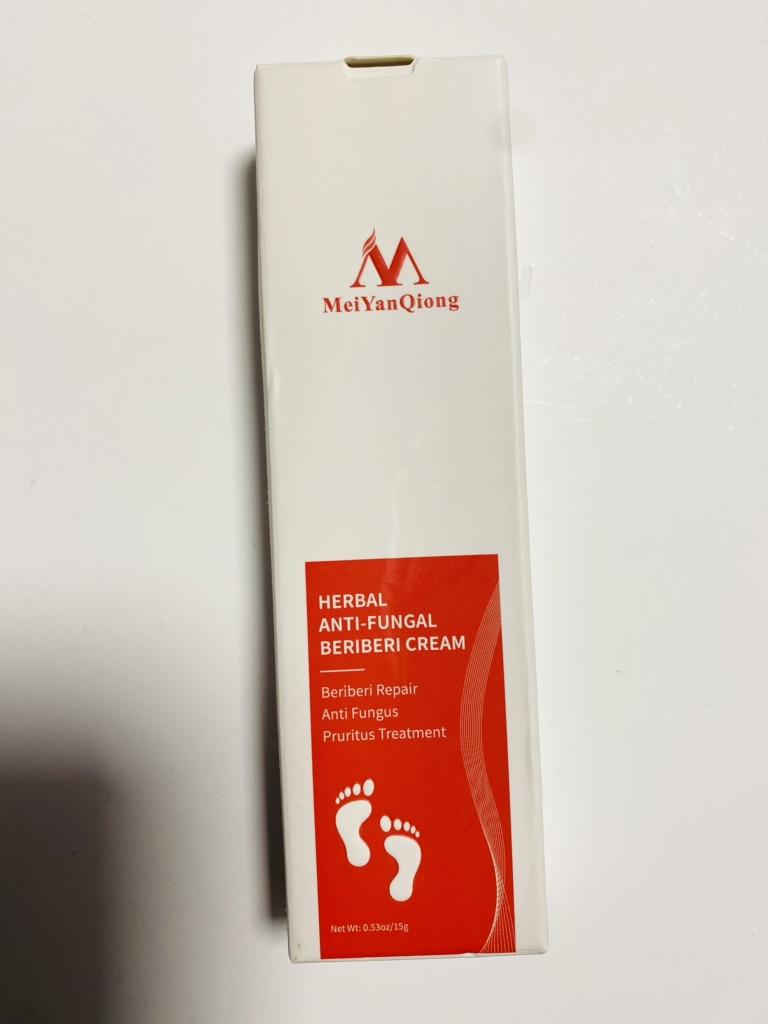 MeiYanQiong
HERBAL
ANTI-FUNGAL
BERIBERI CREAM
Beriberi Repair
Anti Fungus
Pruritus Treatment
Net Wt: 0.53oz/15g